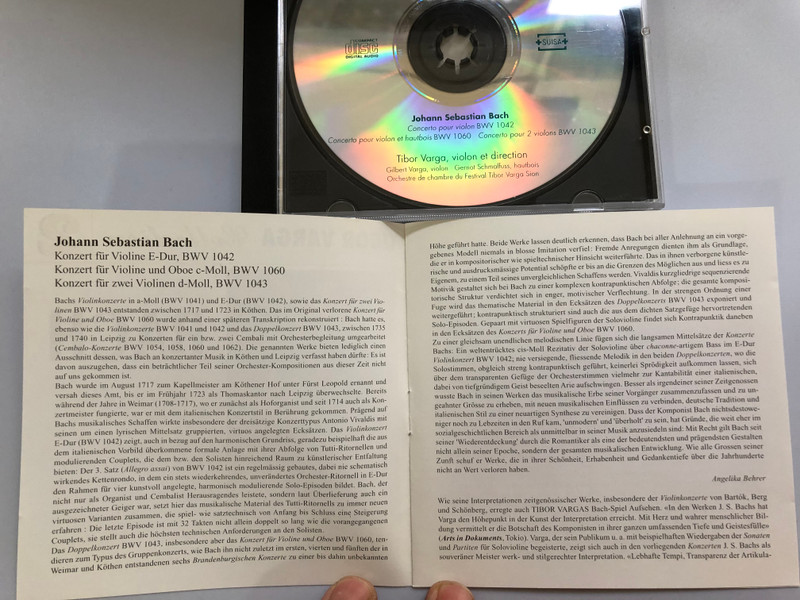 COMPACT
disc
DIGITAL AUDIO
SUISA
Johann Sebastian Bach
Concerto pour violon BWV 1042
Concerto pour violon et hautbois BWV 1060 Concerto pour 2 violons BWV 1043
Tibor Varga, violon et direction
Gilbert Varga, violon Gernot Schmalfuss, hautbois
Orchestre de chambre du Festival Tibor Varga Sion
Johann Sebastian Bach
Konzert für Violine E-Dur, BWV 1042
Konzert für Violine und Oboe c-Moll, BWV 1060
Konzert für zwei Violinen d-Moll, BWV 1043
Bachs Violinkonzerte in a-Moll (BWV 1041) und E-Dur (BWV 1042), sowie das Konzert für zwei Vio-
linen BWV 1043 entstanden zwischen 1717 und 1723 in Köthen. Das im Original verlorene Konzert für
Violine und Oboe BWV 1060 wurde anhand einer späteren Transkription rekonstruiert : Bach hatte es,
ebenso wie die Violinkonzerte BWV 1041 und 1042 und das Doppelkonzert BWV 1043, zwischen 1735
und 1740 in Leipzig zu Konzerten für ein bzw. zwei Cembali mit Orchesterbegleitung umgearbeitet
(Cembalo-Konzerte BWV 1054, 1058, 1060 und 1062). Die genannten Werke bieten lediglich einen
Ausschnitt dessen, was Bach an konzertanter Musik in Köthen und Leipzig verfasst haben dürfte : Es ist
davon auszugehen, dass ein beträchtlicher Teil seiner Orchester-Kompositionen aus dieser Zeit nicht
auf uns gekommen ist.
Bach wurde im August 1717 zum Kapellmeister am Köthener Hof unter Fürst Leopold ernannt und
versah dieses Amt, bis er im Frühjahr 1723 als Thomaskantor nach Leipzig überwechselte. Bereits
während der Jahre in Weimar (1708-1717), wo er zunächst als Hoforganist und seit 1714 auch als Kon-
zertmeister fungierte, war er mit dem italienischen Konzertstil in Berührung gekommen. Prägend auf
Bachs musikalisches Schaffen wirkte insbesondere der dreisätzige Konzerttypus Antonio Vivaldis mit
seinen um einen lyrischen Mittelsatz gruppierten, virtuos angelegten Ecksätzen. Das Violinkonzert
E-Dur (BWV 1042) zeigt, auch in bezug auf den harmonischen Grundriss, geradezu beispielhaft die aus
dem italienischen Vorbild überkommene formale Anlage mit ihrer Abfolge von Tutti-Ritornellen und
modulierenden Couplets, die dem bzw. den Solisten hinreichend Raum zu künstlerischer Entfaltung
bieten: Der 3. Satz (Allegro assai) von BWV 1042 ist ein regelmässig gebautes, dabei nie schematisch
wirkendes Kettenrondo, in dem ein stets wiederkehrendes, unverändertes Orchester-Ritornell in E-Dur
den Rahmen für vier kunstvoll angelegte, harmonisch modulierende Solo-Episoden bildet. Bach, der
nicht nur als Organist und Cembalist Herausragendes leistete, sondern laut Überlieferung auch ein
ausgezeichneter Geiger war, setzt hier das musikalische Material des Tutti-Ritornells zu immer neuen
virtuosen Varianten zusammen, die spiel- wie satztechnisch von Anfang bis Schluss eine Steigerung
erfahren : Die letzte Episode ist mit 32 Takten nicht allein doppelt so lang wie die vorangegangenen
Couplets, sie stellt auch die höchsten technischen Anforderungen an den Solisten.
Das Doppelkonzert BWV 1043, insbesondere aber das Konzert für Violine und Oboe BWV 1060, ten-
dieren zum Typus des Gruppenkonzerts, wie Bach ihn nicht zuletzt im ersten, vierten und fünften der in
Weimar und Köthen entstandenen sechs Brandenburgischen Konzerte zu einer bis dahin unbekannten
Höhe geführt hatte. Beide Werke lassen deutlich erkennen, dass Bach bei aller Anlehnung an ein vorge-
gebenes Modell niemals in blosse Imitation verfiel: Fremde Anregungen dienten ihm als Grundlage,
die er in kompositorischer wie spieltechnischer Hinsicht weiterführte. Das in ihnen verborgene künstle-
rische und ausdrucksmässige Potential schöpfte er bis an die Grenzen des Möglichen aus und liess es zu
Eigenem, zu einem Teil seines unvergleichlichen Schaffens werden. Vivaldis kurzgliedrige sequenzierende
Motivik gestaltet sich bei Bach zu einer komplexen kontrapunktischen Abfolge; die gesamte composi-
torische Struktur verdichtet sich in enger, motivischer Verflechtung. In der strengen Ordnung einer
Fuge wird das thematische Material in den Ecksätzen des Doppelkonzerts BWV 1043 exponiert und
weitergeführt; kontrapunktisch strukturiert sind auch die aus dem dichten Satzgefüge hervortretenden
Solo-Episoden. Gepaart mit virtuosen Spielfiguren der Solovioline findet sich Kontrapunktik daneben
in den Ecksätzen des Konzerts für Violine und Oboe BWV 1060.
Zu einer gleichsam unendlichen melodischen Linie fügen sich die langsamen Mittelsätze der Konzerte
Bachs: Ein weltentrücktes cis-Moll Rezitativ der Solovioline über chaconne-artigem Bass im E-Dur
Violinkonzert BWV 1042; nie versiegende, fliessende Melodik in den beiden Doppelkonzerten, wo die
Solostimmen, obgleich streng kontrapunktisch geführt, keinerlei Sprödigkeit aufkommen lassen, sich
über dem transparenten Gefüge der Orchesterstimmen vielmehr zur Kantabilität einer italienischen,
dabei von tiefgründigem Geist beseelten Arie aufschwingen. Besser als irgendeiner seiner Zeitgenossen
wusste Bach in seinen Werken das musikalische Erbe seiner Vorgänger zusammenzufassen und zu un-
geahnter Grösse zu erheben, mit neuen musikalischen Einflüssen zu verbinden, deutsche Tradition und
italienischen Stil zu einer neuartigen Synthese zu vereinigen. Dass der Komponist Bach nichtsdestowe-
niger noch zu Lebzeiten in den Ruf kam, 'unmodern' und 'überholt' zu sein, hat Gründe, die weit eher im
sozialgeschichtlichen Bereich als unmittelbar in seiner Musik anzusiedeln sind: Mit Recht gilt Bach seit
seiner 'Wiederentdeckung' durch die Romantiker als eine der bedeutendsten und prägendsten Gestalten
nicht allein seiner Epoche, sondern der gesamten musikalischen Entwicklung. Wie alle Grossen seiner
Zunft schuf er Werke, die in ihrer Schönheit, Erhabenheit und Gedankentiefe über die Jahrhunderte
nicht an Wert verloren haben.
Angelika Behrer
Wie seine Interpretationen zeitgenössischer Werke, insbesondere der Violinkonzerte von Bartók, Berg
und Schönberg, erregte auch TIBOR VARGAS Bach-Spiel Aufsehen. «In den Werken J. S. Bachs hat
Varga den Höhepunkt in der Kunst der Interpretation erreicht. Mit Herz und wahrer menschlicher Bil-
dung vermittelt er die Botschaft des Komponisten in ihrer ganzen umfassenden Tiefe und Geistesfülle»
(Arts in Dokuments, Tokio). Varga, der sein Publikum u. a. mit beispielhaften Wiedergaben der Sonaten
und Partiten für Solovioline begeisterte, zeigt sich auch in den vorliegenden Konzerten J. S. Bachs als
souveräner Meister werk- und stilgerechter Interpretation. «Lebhafte Tempi, Transparenz der Artikula-